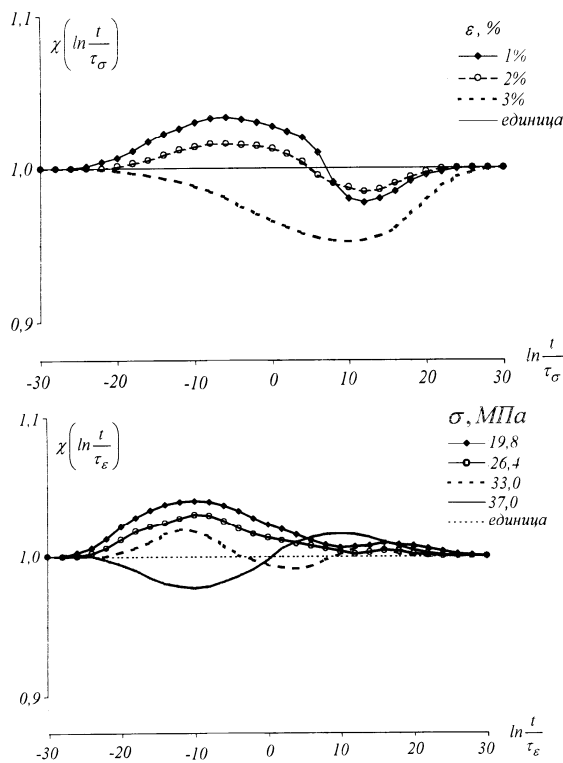 1,1
χ(ln t/τσ)
ε, %
1%
2%
3%
единица
1,0
0,9
-30 -20 -10 0 10 20 30
ln t/τσ
1,1
χ(ln t/τε)
σ, МПа
19,8
26,4
33,0
37,0
единица
1,0
0,9
-30 -20 -10 0 10 20 30
ln t/τε